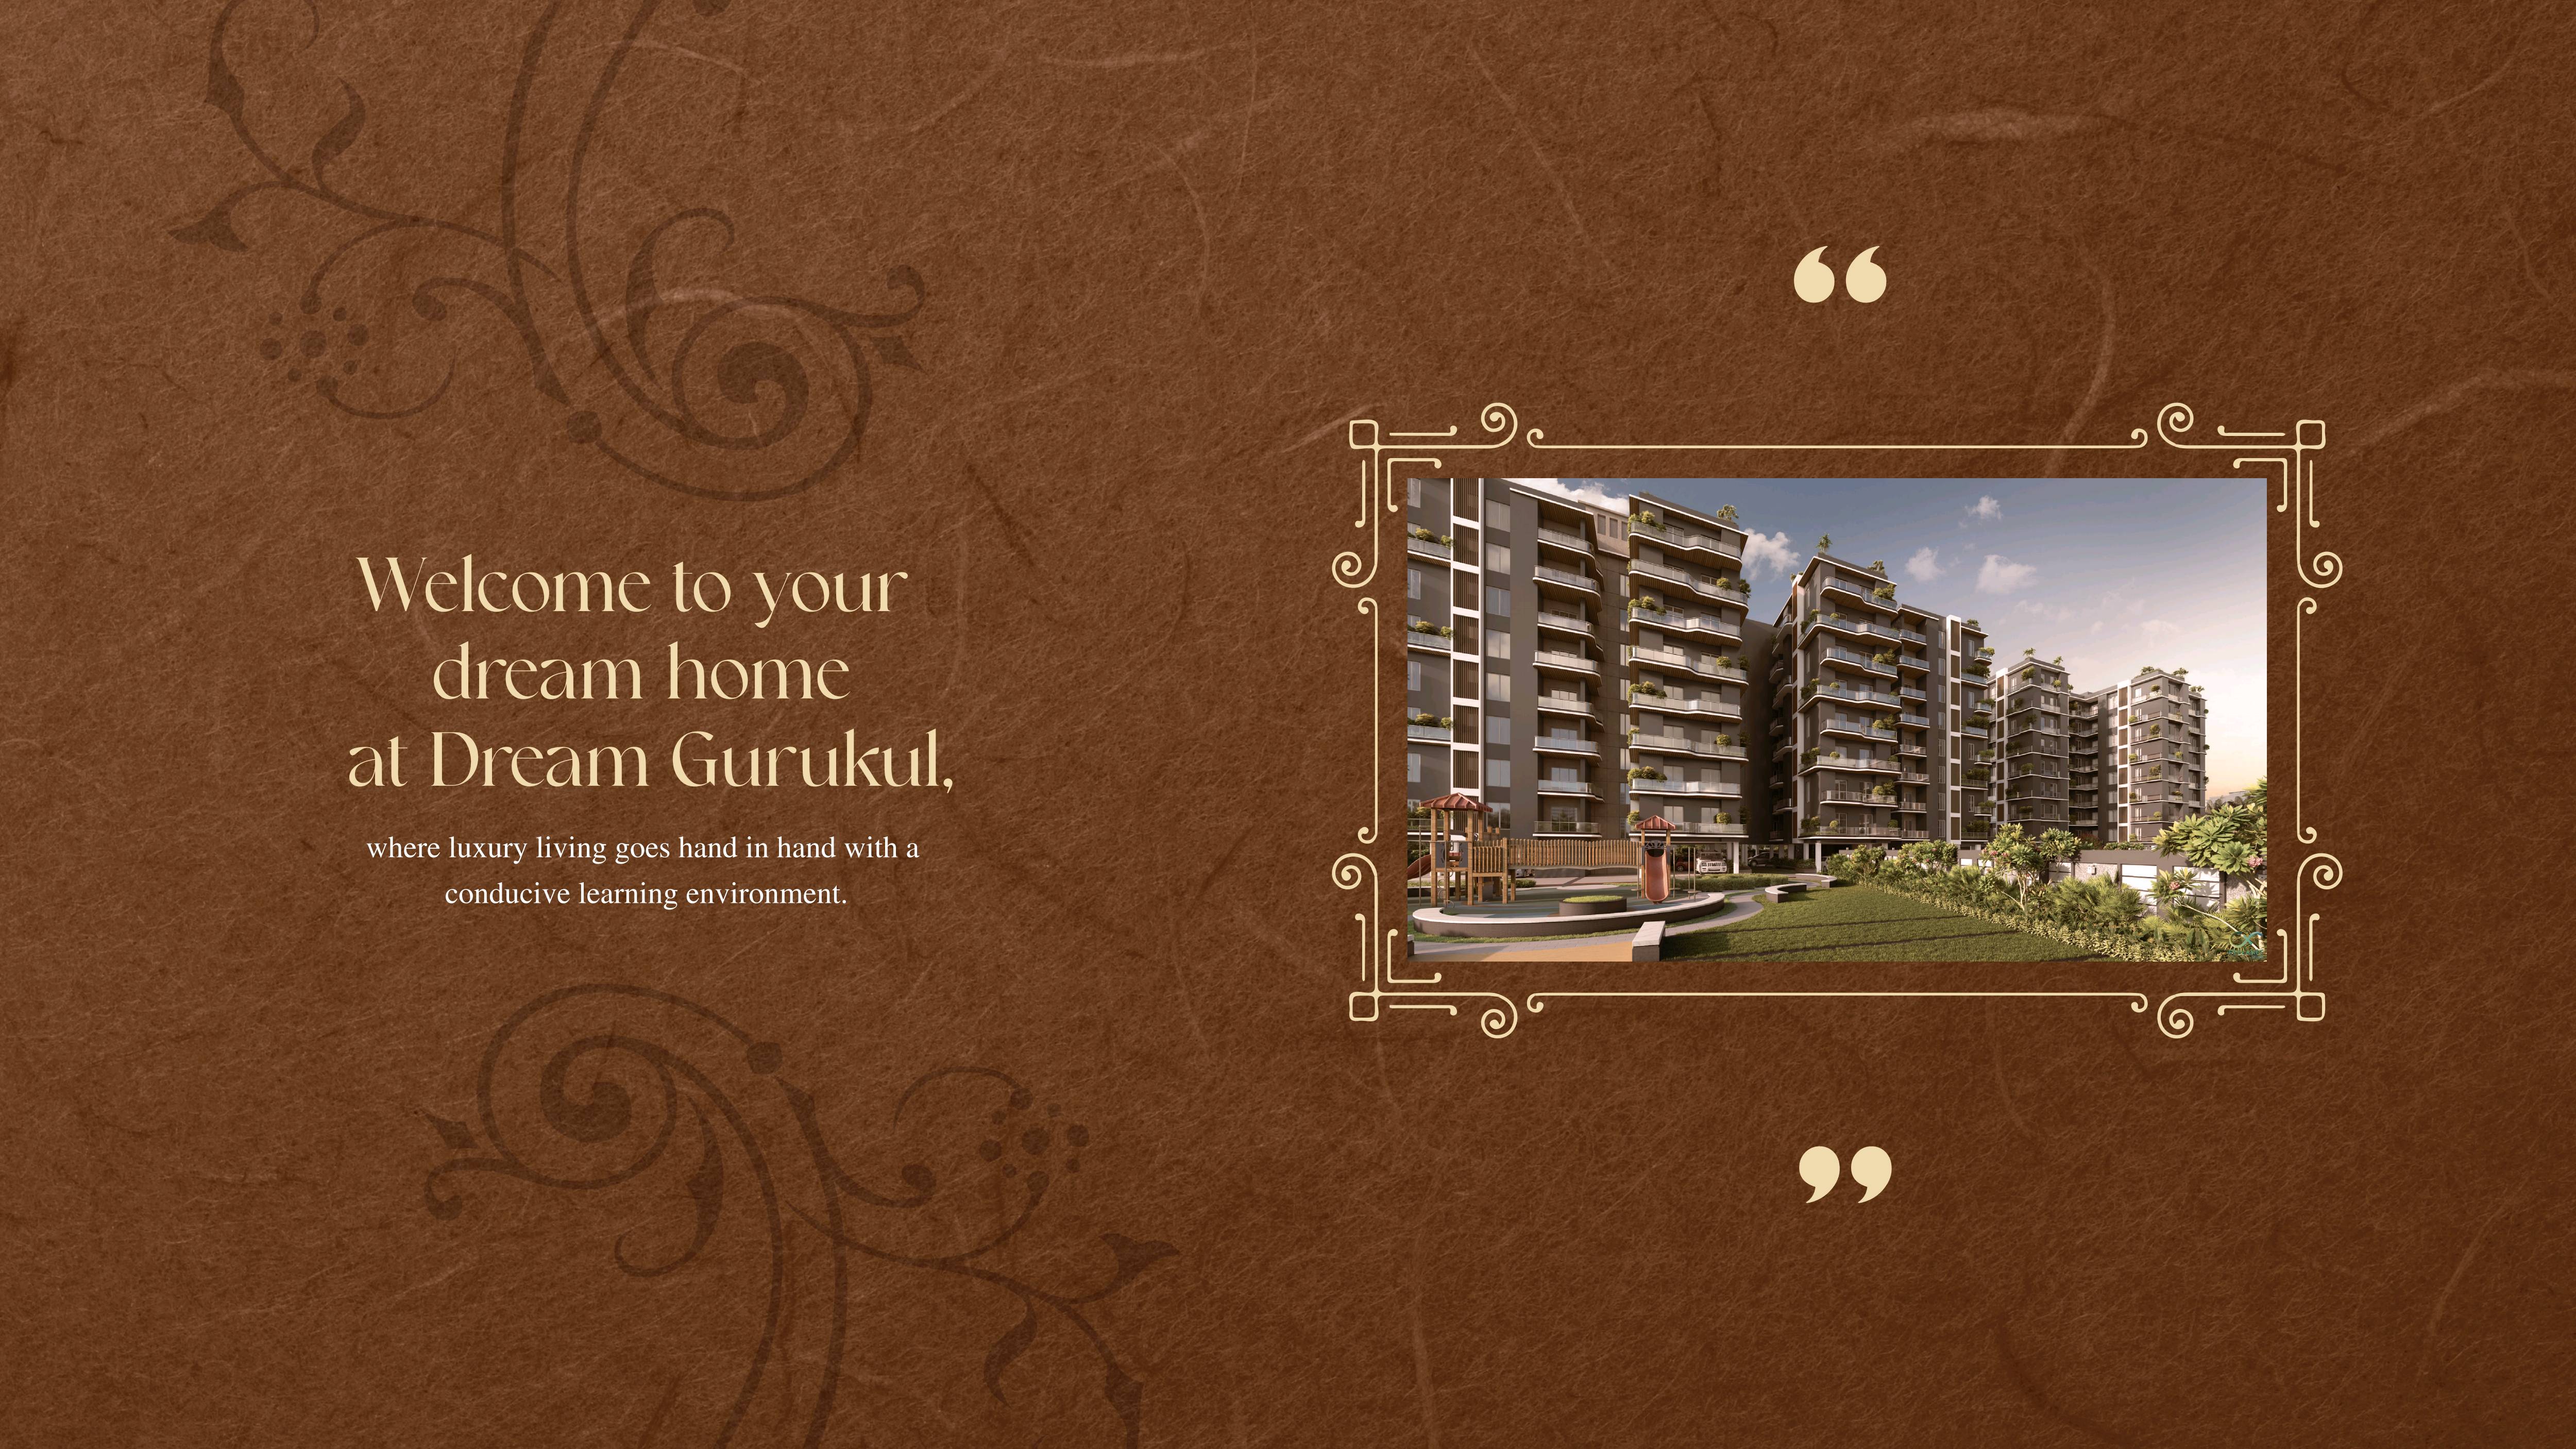 Welcome to your
dream home
at Dream Gurukul,
where luxury living goes hand in hand with a
conducive learning environment.
“
”